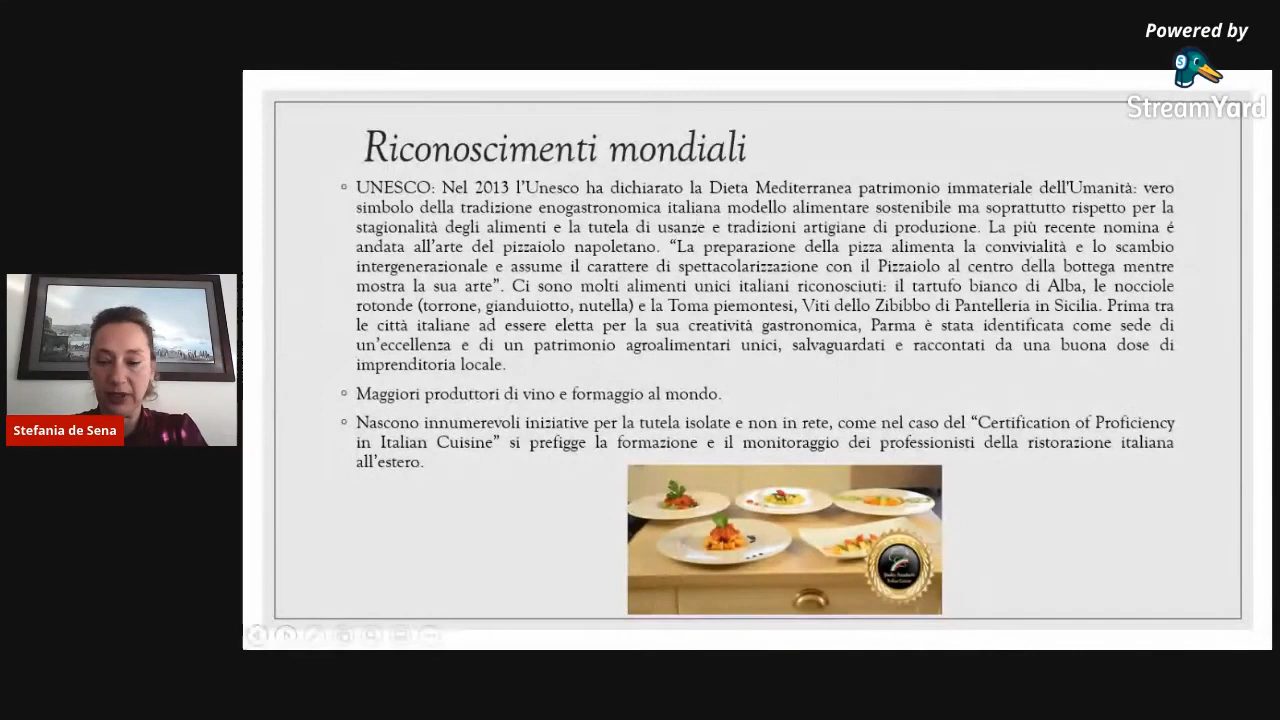 Powered by
StreamYard
Riconoscimenti mondiali
UNESCO: Nel 2013 l'Unesco ha dichiarato la Dieta Mediterranea patrimonio immateriale dell'Umanità: vero
simbolo della tradizione enogastronomica italiana modello alimentare sostenibile ma soprattutto rispetto per la
stagionalità degli alimenti e la tutela di usanze e tradizioni artigiane di produzione. La più recente nomina é
andata all'arte del pizzaiolo napoletano. “La preparazione della pizza alimenta la convivialità e lo scambio
intergenerazionale e assume il carattere di spettacolarizzazione con il Pizzaiolo al centro della bottega mentre
mostra la sua arte”. Ci sono molti alimenti unici italiani riconosciuti: il tartufo bianco di Alba, le nocciole
rotonde (torrone, gianduiotto, nutella) e la Toma piemontesi, Viti dello Zibibbo di Pantelleria in Sicilia. Prima tra
le città italiane ad essere eletta per la sua creatività gastronomica, Parma è stata identificata come sede di
un'eccellenza e di un patrimonio agroalimentari unici, salvaguardati e raccontati da una buona dose di
imprenditoria locale.
Maggiori produttori di vino e formaggio al mondo.
Nascono innumerevoli iniziative per la tutela isolate e non in rete, come nel caso del “Certification of Proficiency
in Italian Cuisine” si prefigge la formazione e il monitoraggio dei professionisti della ristorazione italiana
all'estero.
Stefania de Sena